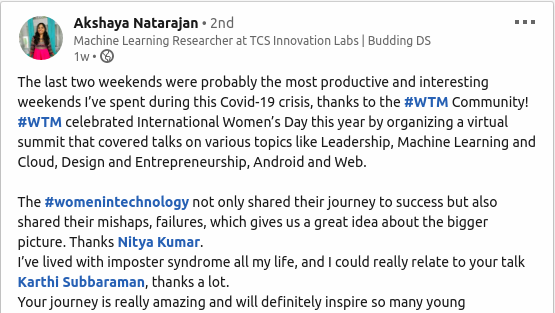 Akshaya Natarajan • 2nd
Machine Learning Researcher at TCS Innovation Labs | Budding DS
1w •
The last two weekends were probably the most productive and interesting
weekends I've spent during this Covid-19 crisis, thanks to the #WTM Community!
#WTM celebrated International Women's Day this year by organizing a virtual
summit that covered talks on various topics like Leadership, Machine Learning and
Cloud, Design and Entrepreneurship, Android and Web.
The #womenintechnology not only shared their journey to success but also
shared their mishaps, failures, which gives us a great idea about the bigger
picture. Thanks Nitya Kumar.
I've lived with imposter syndrome all my life, and I could really relate to your talk
Karthi Subbaraman, thanks a lot.
Your journey is really amazing and will definitely inspire so many young